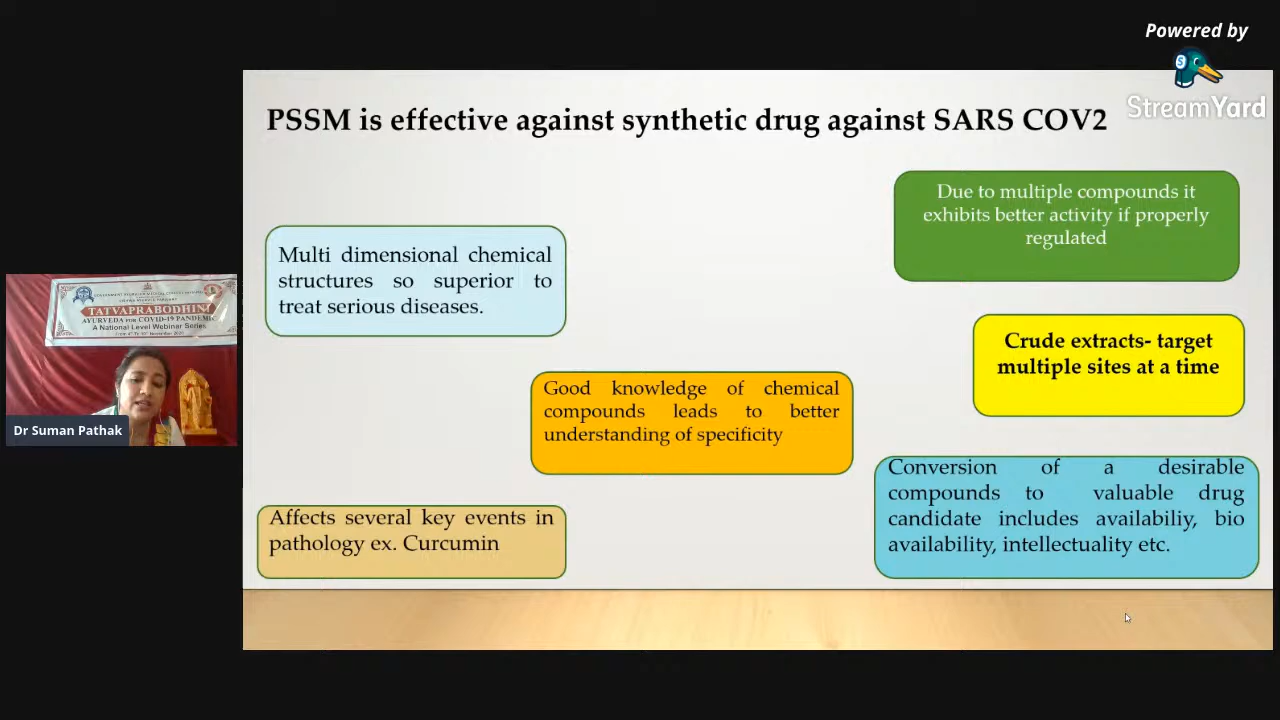 Powered by
StreamYard
PSSM is effective against synthetic drug against SARS COV2
Due to multiple compounds it
exhibits better activity if properly
regulated
Multi dimensional chemical
structures so superior to
treat serious diseases.
Crude extracts- target
multiple sites at a time
Good knowledge of chemical
compounds leads to better
understanding of specificity
Conversion of a desirable
compounds to valuable drug
candidate includes availabiliy, bio
availability, intellectuality etc.
Affects several key events in
pathology ex. Curcumin
TATVAPRABODHINI
AYURVEDA FOR COVID-19 PANDEMIC
A National Level Webinar Series
Dr Suman Pathak